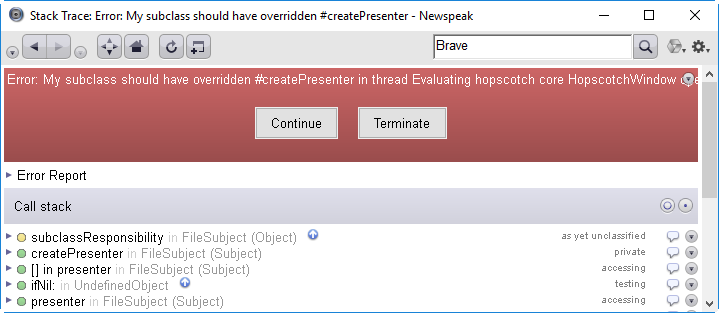 Stack Trace: Error: My subclass should have overridden #createPresenter - Newspeak
Brave
Error: My subclass should have overridden #createPresenter in thread Evaluating hopscotch core HopscotchWindow
Continue Terminate
Error Report
Call stack
subclassResponsibility in FileSubject (Object) as yet unclassified
createPresenter in FileSubject (Subject) private
[] in presenter in FileSubject (Subject) accessing
ifNil: in UndefinedObject testing
presenter in FileSubject (Subject) accessing